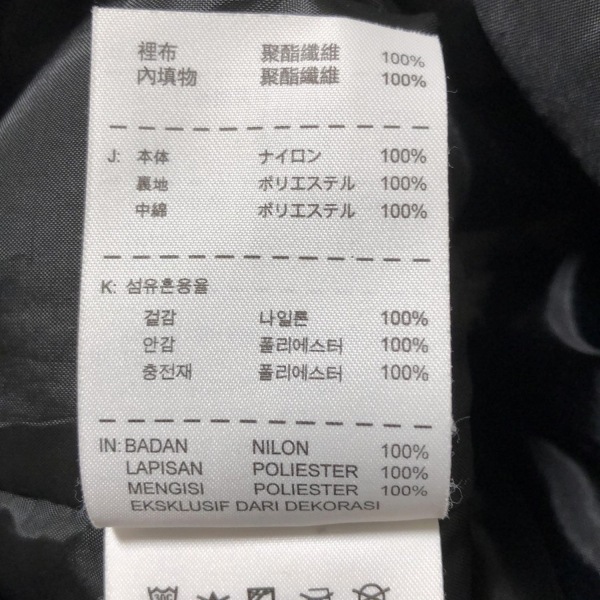 裡布 聚酯纖維 100%
內填物 聚酯纖維 100%
J: 本体 ナイロン 100%
裏地 ポリエステル 100%
中綿 ポリエステル 100%
K: 섬유혼용율
겉감 나일론 100%
안감 폴리에스터 100%
충전재 폴리에스터 100%
IN: BADAN NILON 100%
LAPISAN POLIESTER 100%
MENGISI POLIESTER 100%
EKSKLUSIF DARI DEKORASI